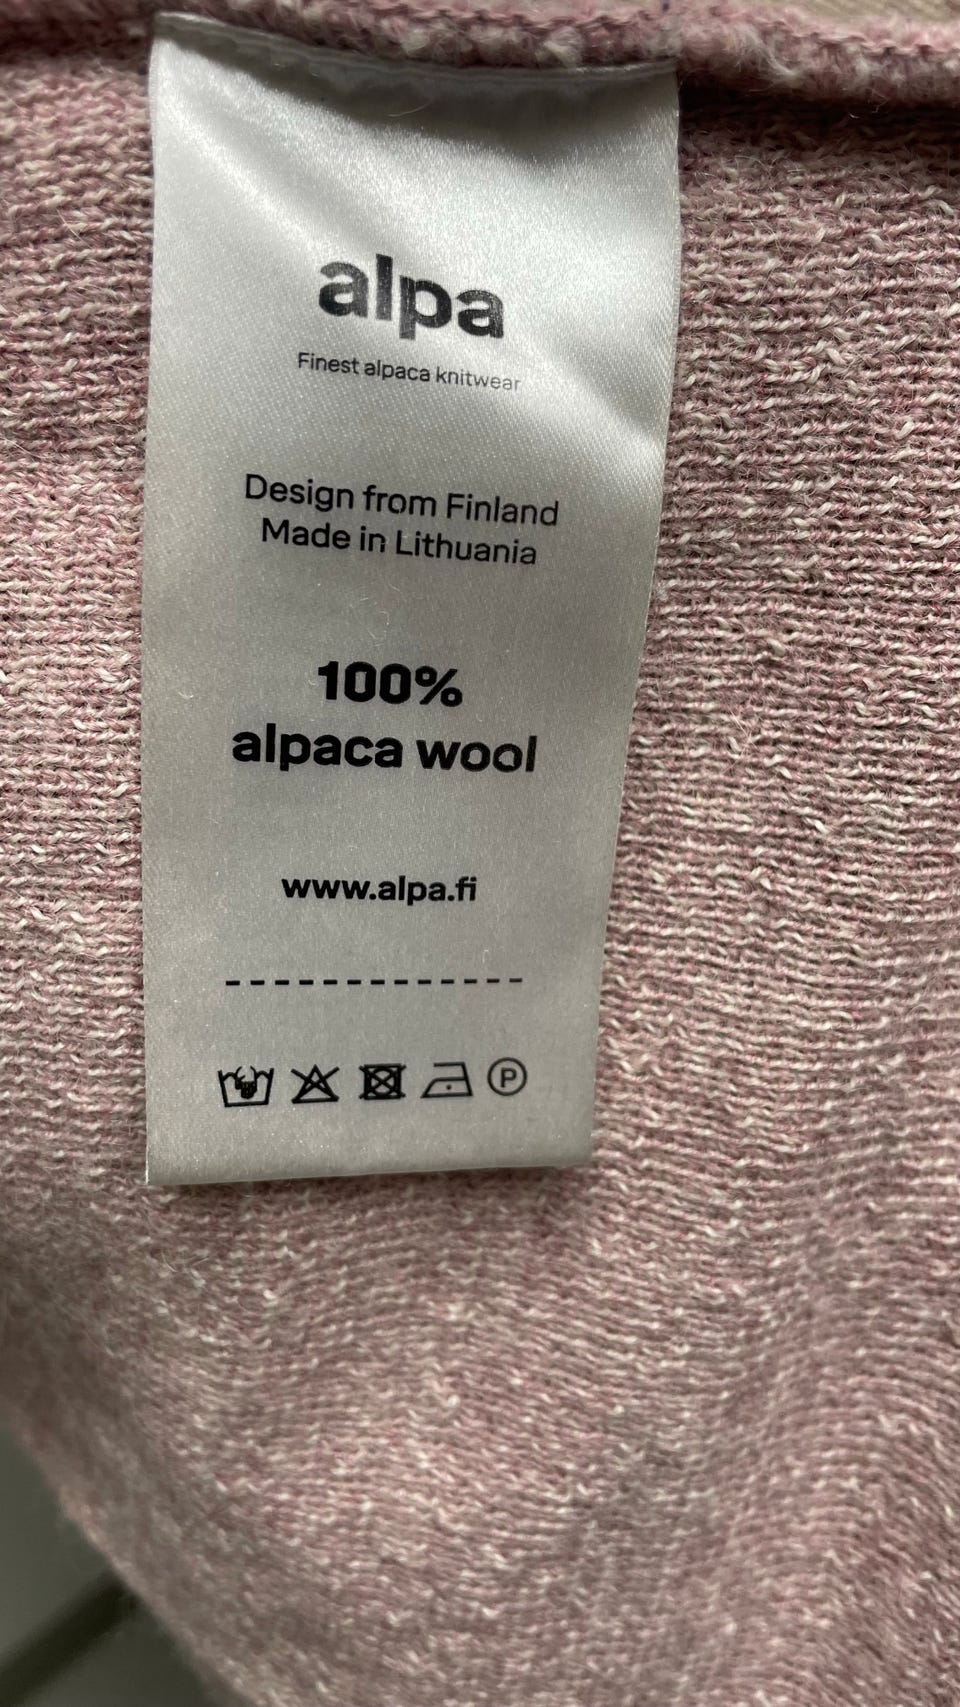 alpa
Finest alpaca knitwear
Design from Finland
Made in Lithuania
100%
alpaca wool
www.alpa.fi
P